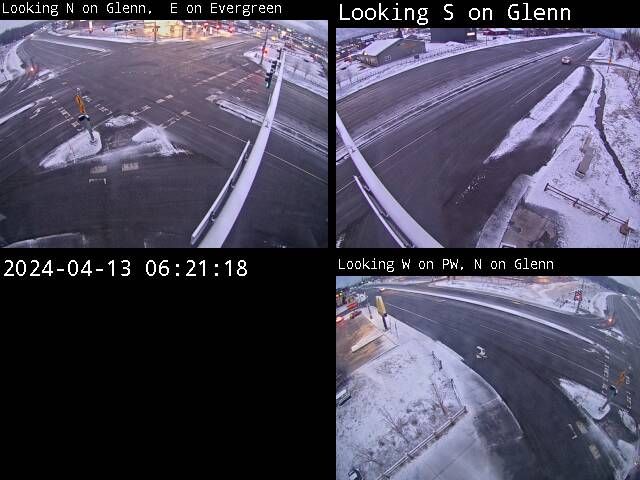 Looking N on Glenn, E on Evergreen
Looking S on Glenn
2024-04-13 06:21:18
Looking W on PW, N on Glenn